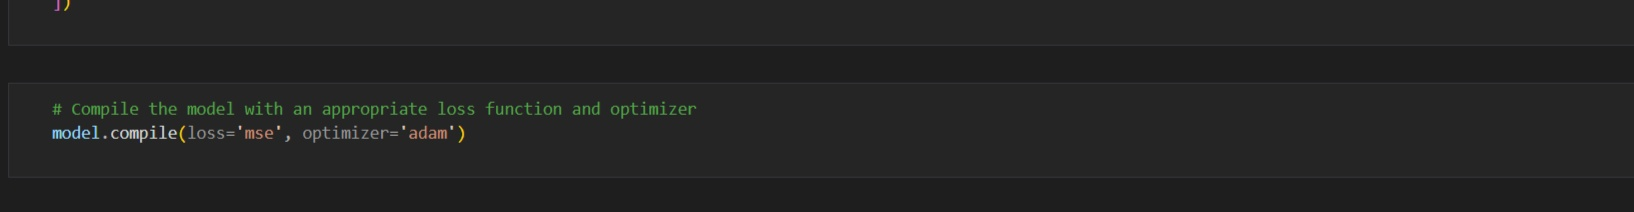 ])
# Compile the model with an appropriate loss function and optimizer
model.compile(loss='mse', optimizer='adam')